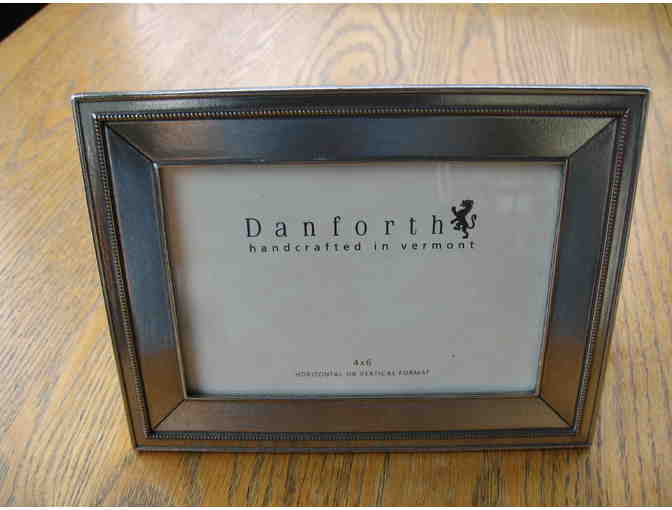 Danforth
handcrafted in vermont
4x6
HORIZONTAL OR VERTICAL FORMAT